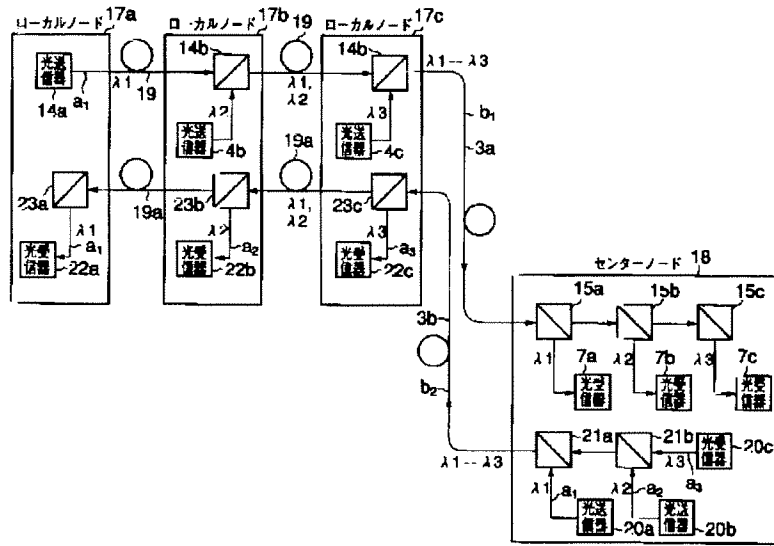 ローカルノード 17a
ロ-カルノード 17b
ローカルノード 17c
19
19
14b
14b
光送
信器
a1
λ1
19
λ1,
λ2
λ1--λ3
14a
λ2
λ3
b1
光送
信器
4b
19a
光送
信器
4c
3a
23a
19a
23b
λ1,
λ2
23c
λ1
a1
λ2
a2
λ3
a3
光受
信器
22a
光受
信器
22b
光受
信器
22c
センターノード 18
15a
15b
15c
3b
λ1
7a
λ2
7b
λ3
7c
光受
信器
光受
信器
光受
信器
b2
21a
21b
光受
信器
20c
λ1--λ3
λ3
a3
λ1
a1
λ2
a2
光送
信器
20a
光送
信器
20b